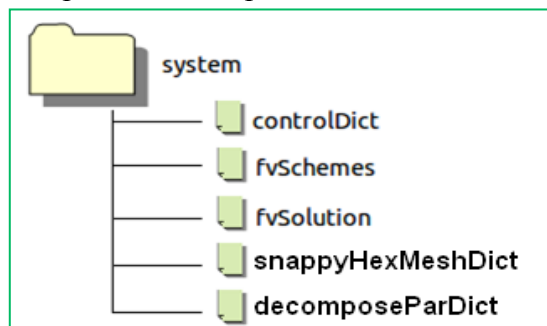 system
controlDict
fvSchemes
fvSolution
snappyHexMeshDict
decomposeParDict